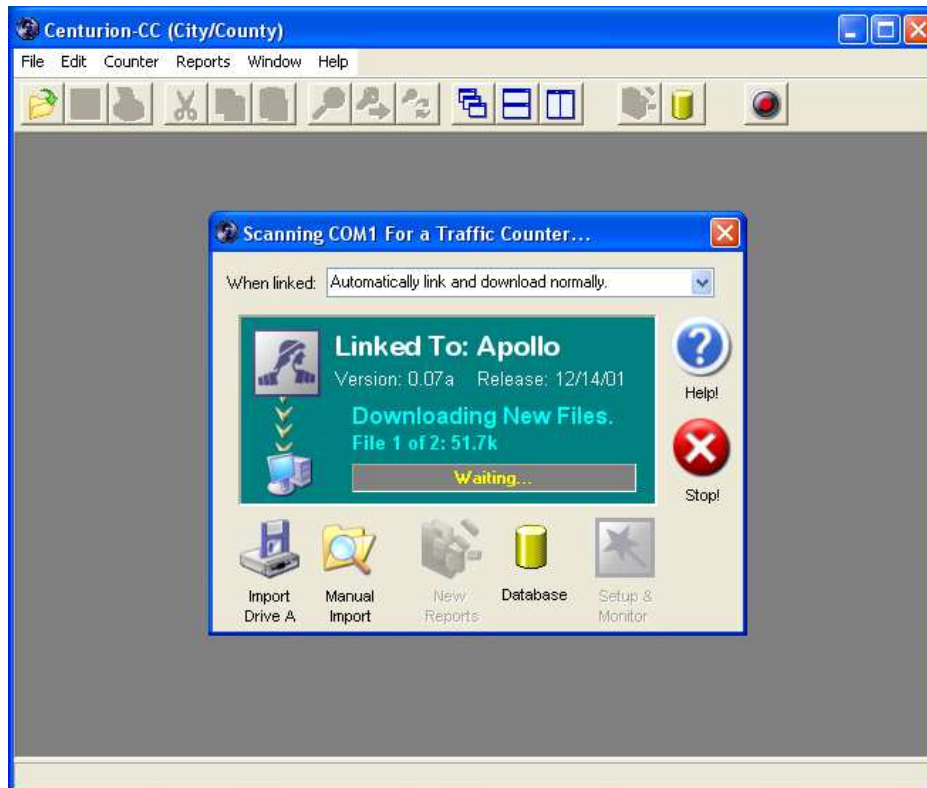 Centurion-CC (City/County)
File Edit Counter Reports Window Help
Scanning COM1 For a Traffic Counter...
When linked: Automatically link and download normally.
Linked To: Apollo
Version: 0.07a Release: 12/14/01
Downloading New Files.
File 1 of 2: 51.7k
Waiting...
Help!
Stop!
Import Drive A
Manual Import
New Reports
Database
Setup & Monitor